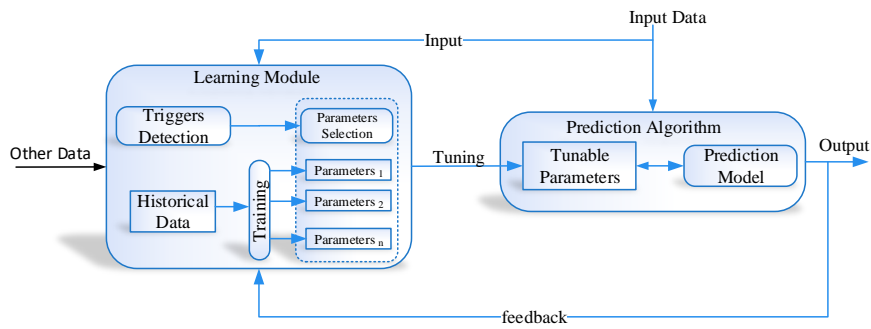 Input Data
Input
Learning Module
Triggers
Detection
Parameters
Selection
Prediction Algorithm
Other Data
Tuning
Tunable
Parameters
Prediction
Model
Output
Historical
Data
Training
Parameters 1
Parameters 2
Parameters n
feedback